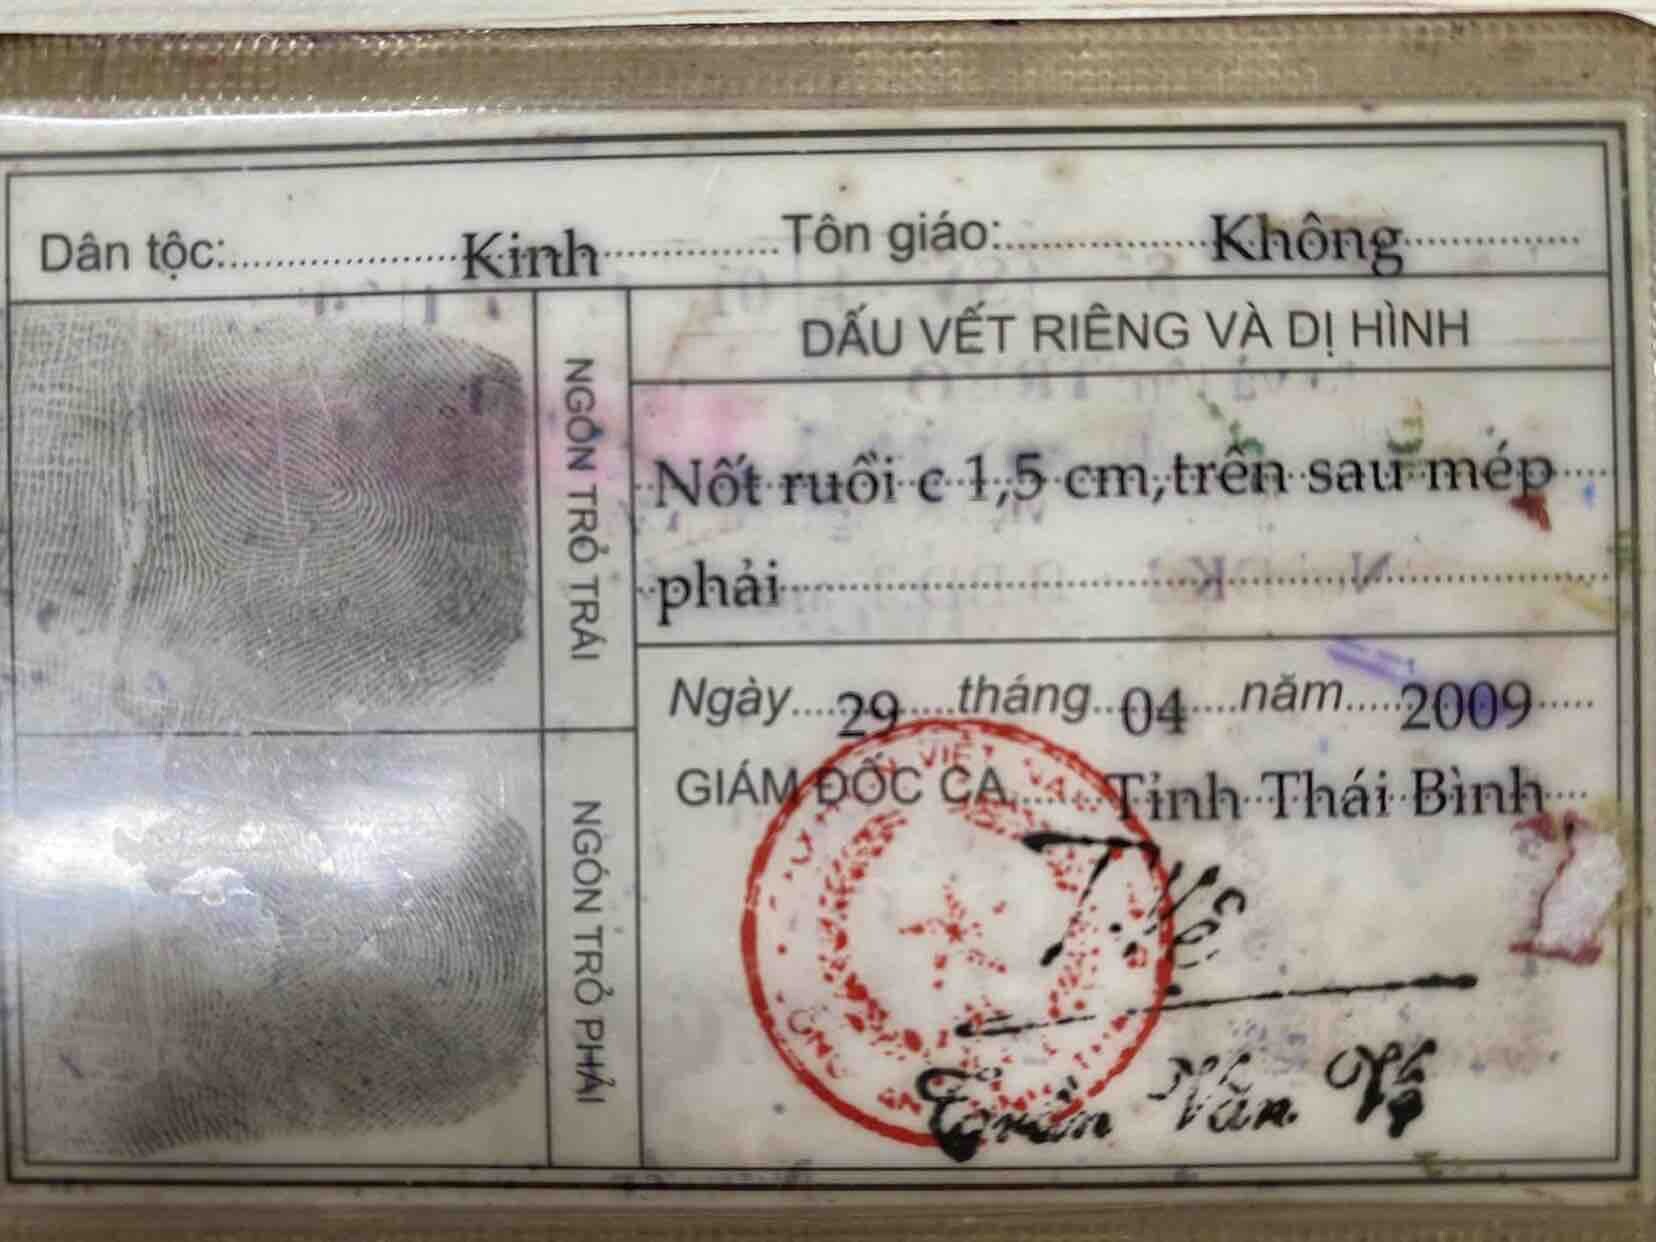 Dân tộc: Kinh Tôn giáo: Không
NGÓN TRỎ TRÁI
DẤU VẾT RIÊNG VÀ DỊ HÌNH
Nốt ruồi c 1,5 cm,trên sau mép
phải
Ngày 29 tháng 04 năm 2009
GIÁM ĐỐC CA Tỉnh Thái Bình
NGÓN TRỎ PHẢI
Trần Văn Vệ